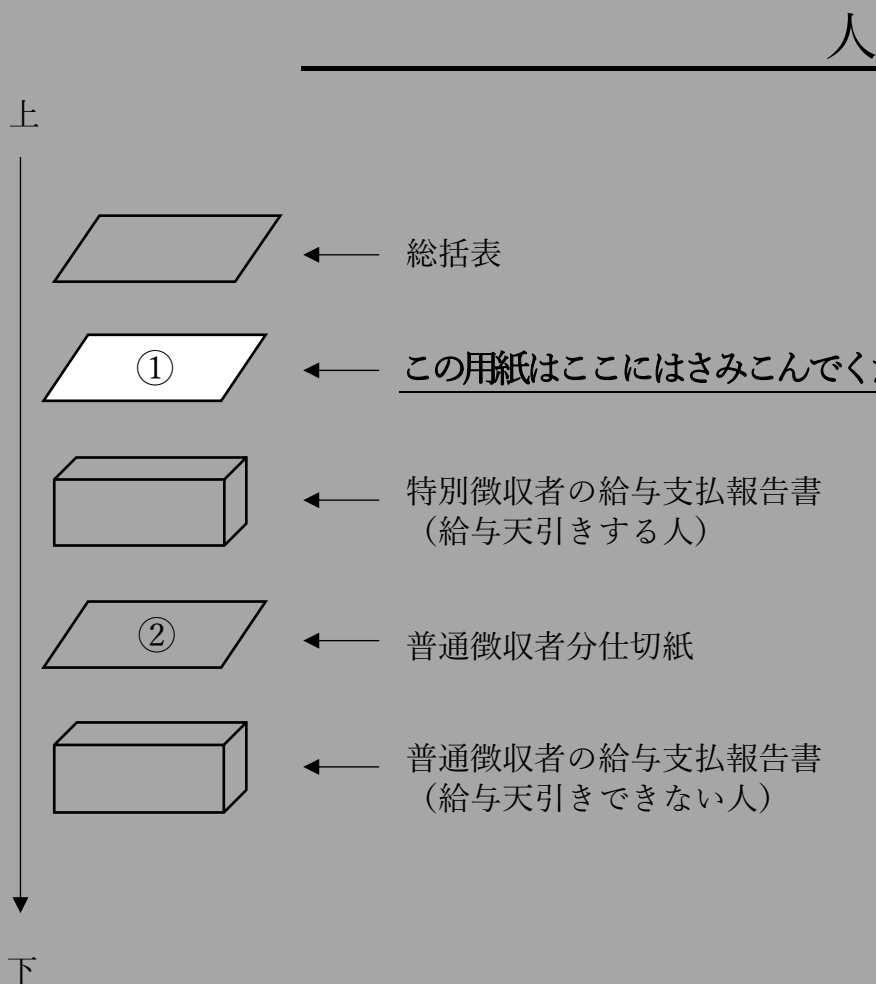 人
上
総括表
①
この用紙はここにはさみこんでく
特別徴収者の給与支払報告書
（給与天引きする人）
②
普通徴収者分仕切紙
普通徴収者の給与支払報告書
（給与天引きできない人）
下